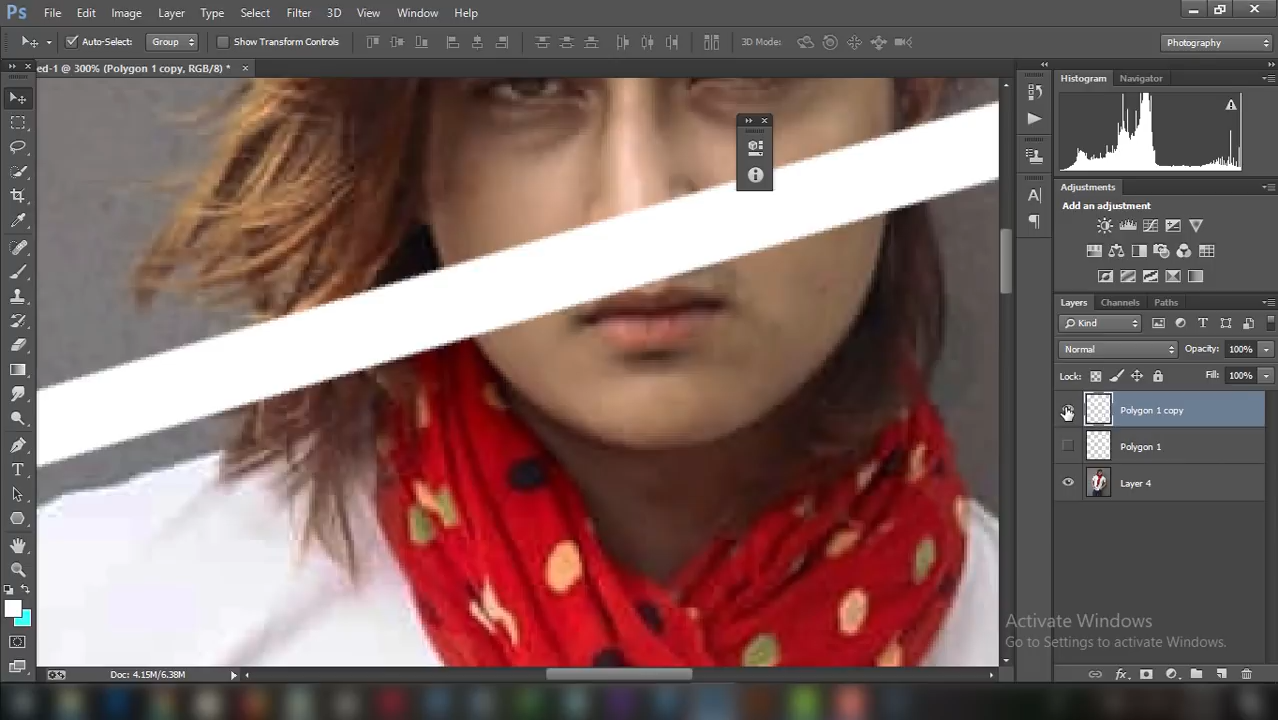 Ps File Edit Image Layer Type Select Filter 3D View Window Help
Auto-Select: Group Show Transform Controls 3D Mode: Photography
ed-1 @ 300% (Polygon 1 copy, RGB/8) *
Histogram Navigator
Adjustments
Add an adjustment
Layers Channels Paths
Kind
Normal Opacity: 100%
Lock: Fill: 100%
Polygon 1 copy
Polygon 1
Layer 4
Activate Windows
Go to Settings to activate Windows.
Doc: 4.15M/6.38M